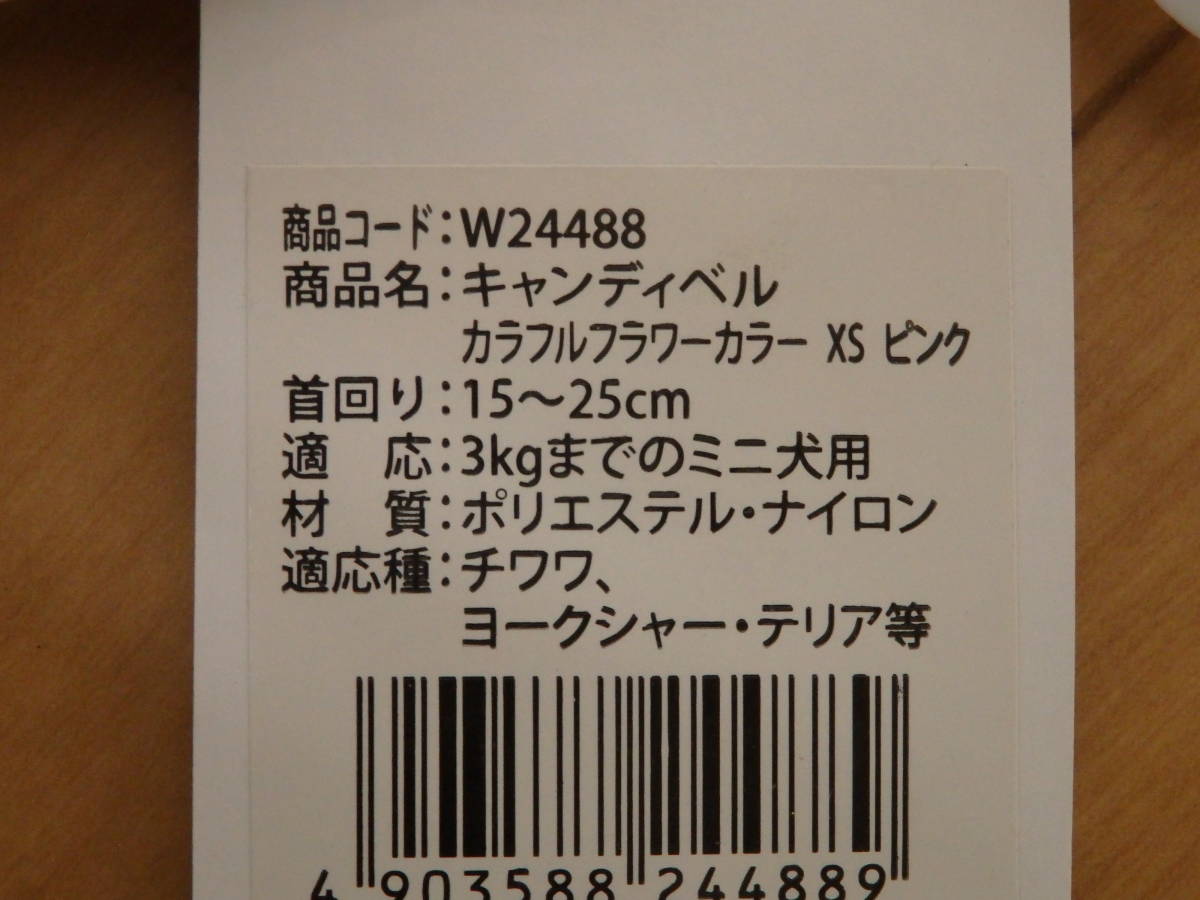 商品コード：W24488
商品名：キャンディベル
カラフルフラワーカラー XS ピンク
首回り：15～25cm
適　応：3kgまでのミニ犬用
材　質：ポリエステル・ナイロン
適応種：チワワ、
ヨークシャー・テリア等
4 903588 244889